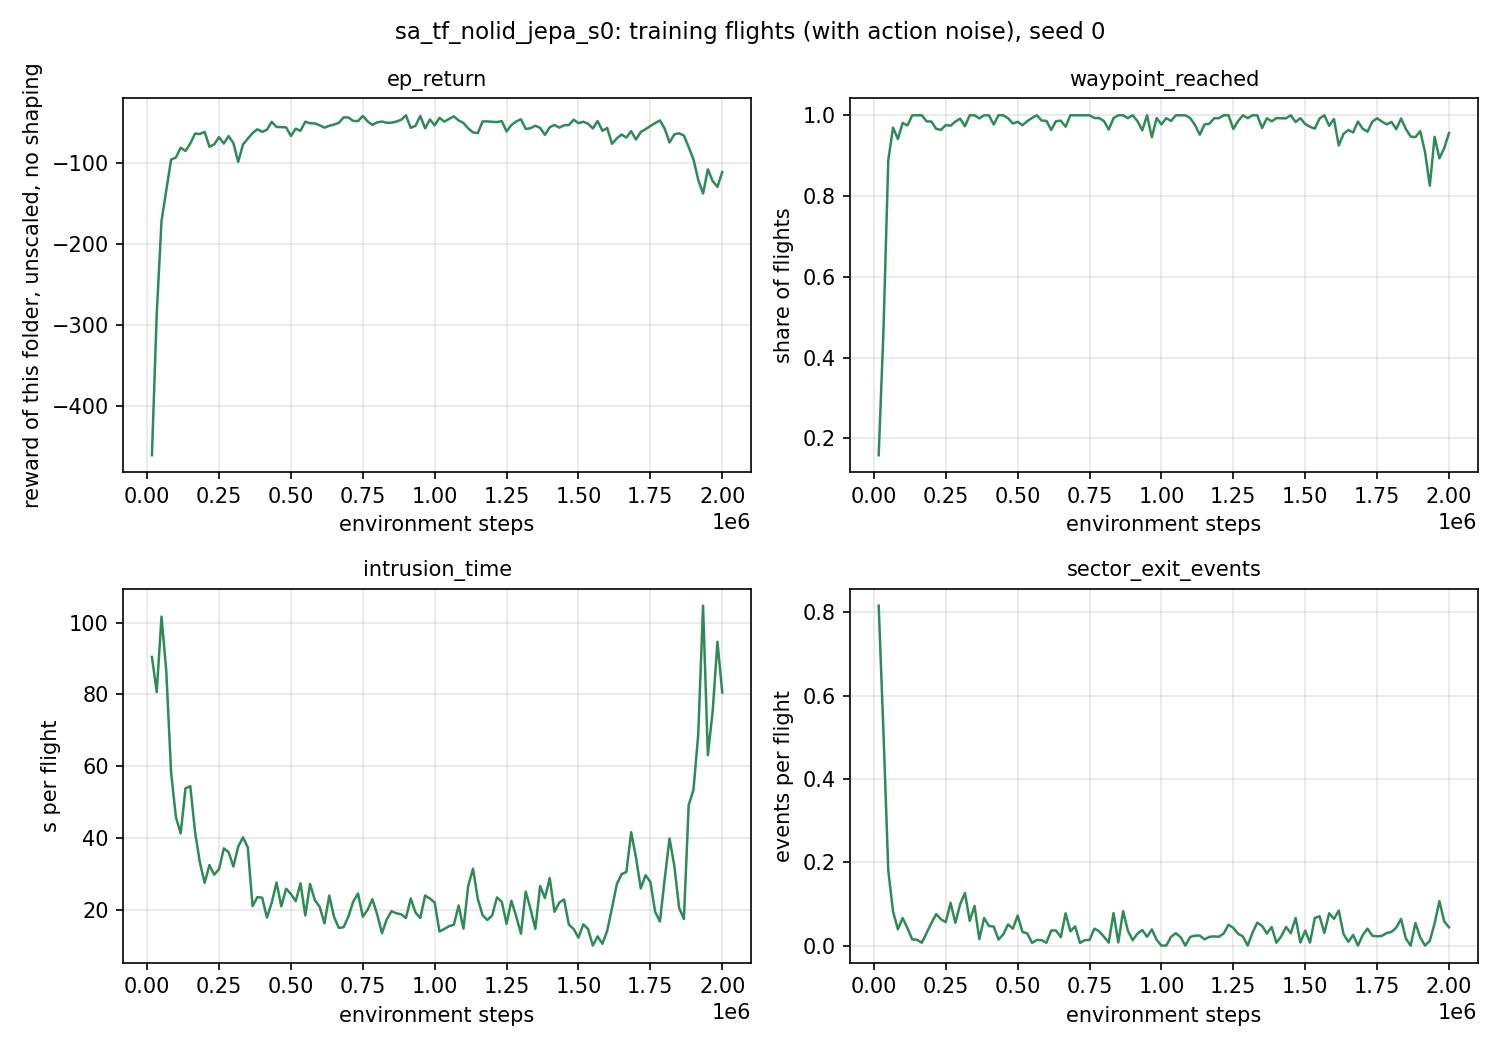 sa_tf_nolid_jepa_s0: training flights (with action noise), seed 0
ep_return
reward of this folder, unscaled, no shaping
−100
−200
−300
−400
0.00 0.25 0.50 0.75 1.00 1.25 1.50 1.75 2.00
environment steps
1e6
waypoint_reached
share of flights
1.0
0.8
0.6
0.4
0.2
0.00 0.25 0.50 0.75 1.00 1.25 1.50 1.75 2.00
environment steps
1e6
intrusion_time
s per flight
100
80
60
40
20
0.00 0.25 0.50 0.75 1.00 1.25 1.50 1.75 2.00
environment steps
1e6
sector_exit_events
events per flight
0.8
0.6
0.4
0.2
0.0
0.00 0.25 0.50 0.75 1.00 1.25 1.50 1.75 2.00
environment steps
1e6